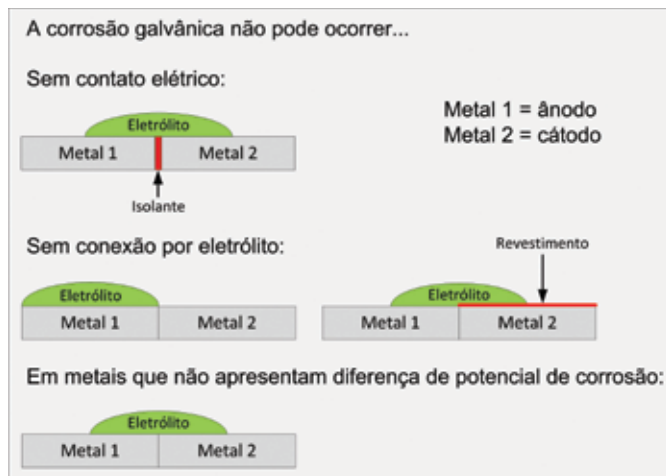 A corrosão galvânica não pode ocorrer...
Sem contato elétrico:
Eletrólito
Metal 1
Metal 2
Isolante
Metal 1 = ânodo
Metal 2 = cátodo
Sem conexão por eletrólito:
Eletrólito
Metal 1
Metal 2
Revestimento
Eletrólito
Metal 1
Metal 2
Em metais que não apresentam diferença de potencial de corrosão:
Eletrólito
Metal 1
Metal 2